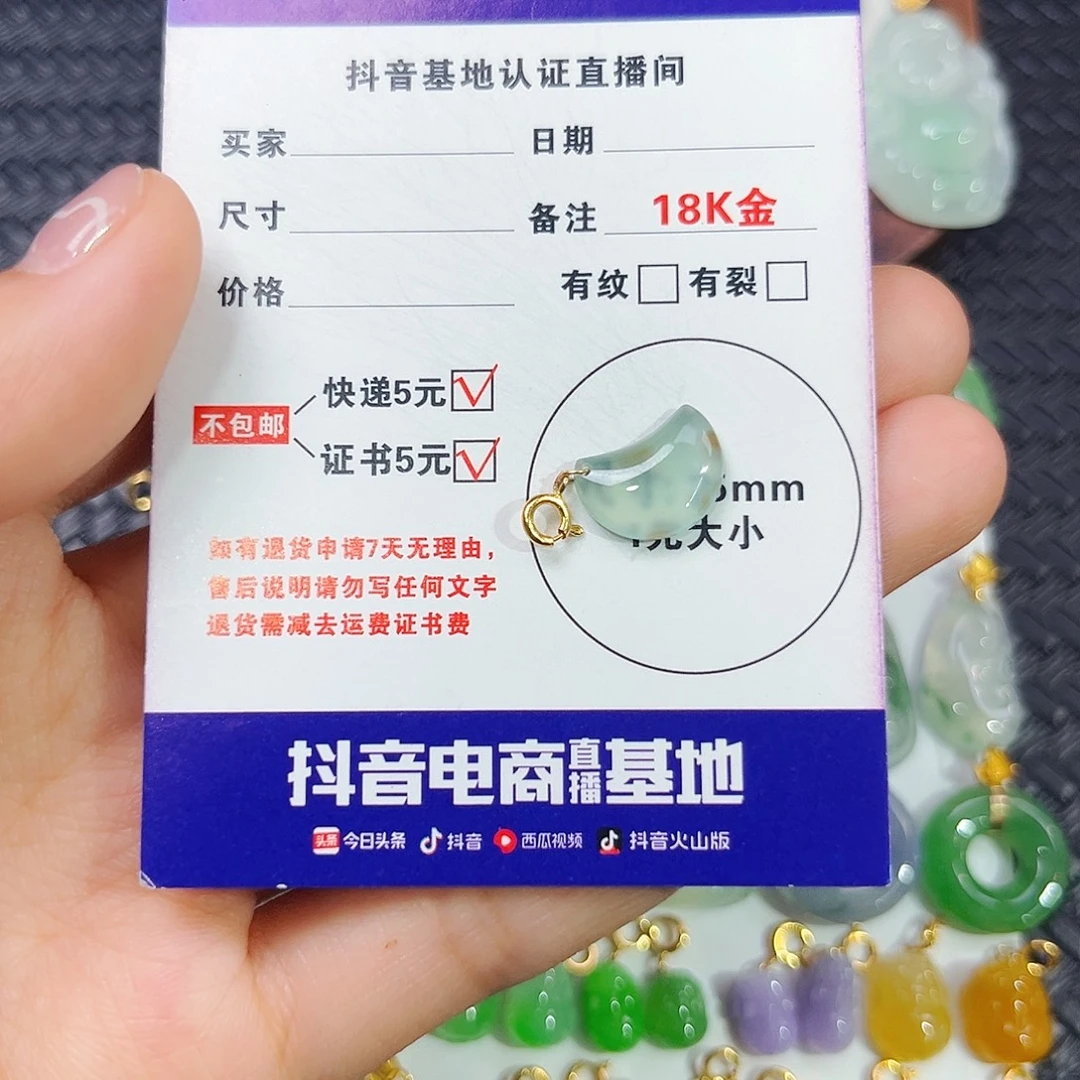 抖音基地认证直播间
买家 日期
尺寸 备注 18K金
价格 有纹 有裂
不包邮
快递5元
证书5元
5mm
元大小
如有退货申请7天无理由，
售后说明请勿写任何文字
退货需减去运费证书费
抖音电商直播基地
头条 今日头条 抖音 西瓜视频 抖音火山版